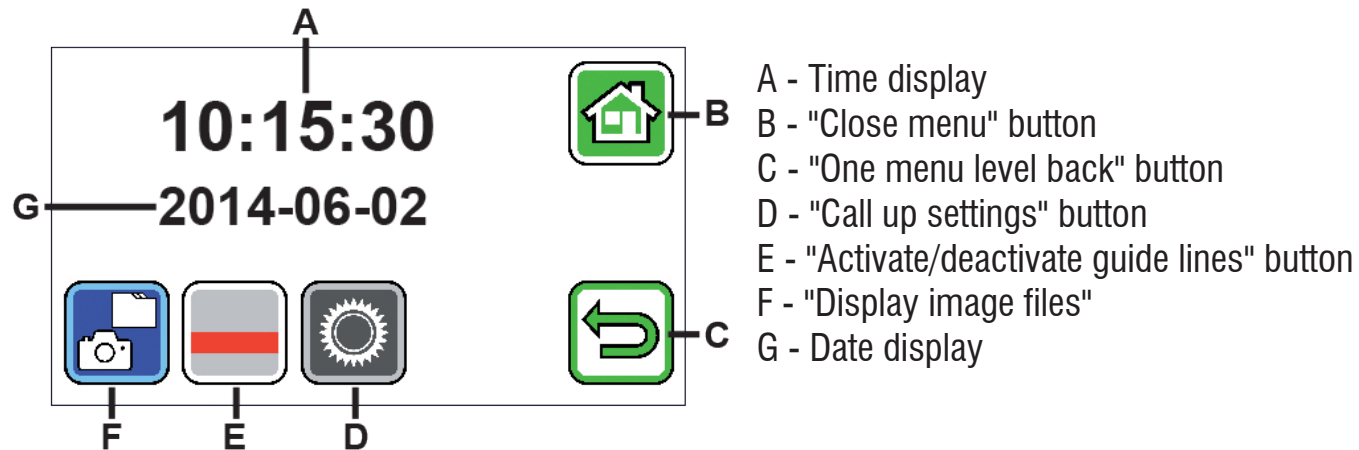 A
10:15:30
B
G
2014-06-02
C
F
E
D
A - Time display
B - "Close menu" button
C - "One menu level back" button
D - "Call up settings" button
E - "Activate/deactivate guide lines" button
F - "Display image files"
G - Date display